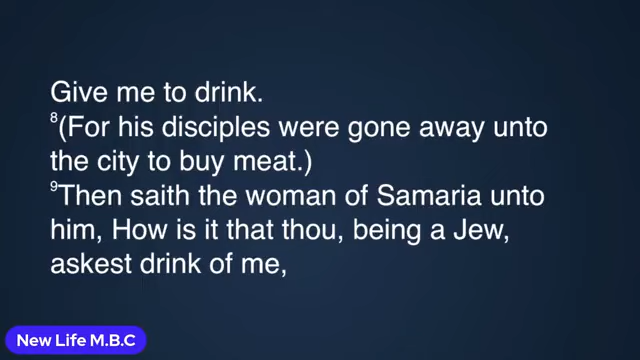 Give me to drink.
8(For his disciples were gone away unto
the city to buy meat.)
9Then saith the woman of Samaria unto
him, How is it that thou, being a Jew,
askest drink of me,
New Life M.B.C